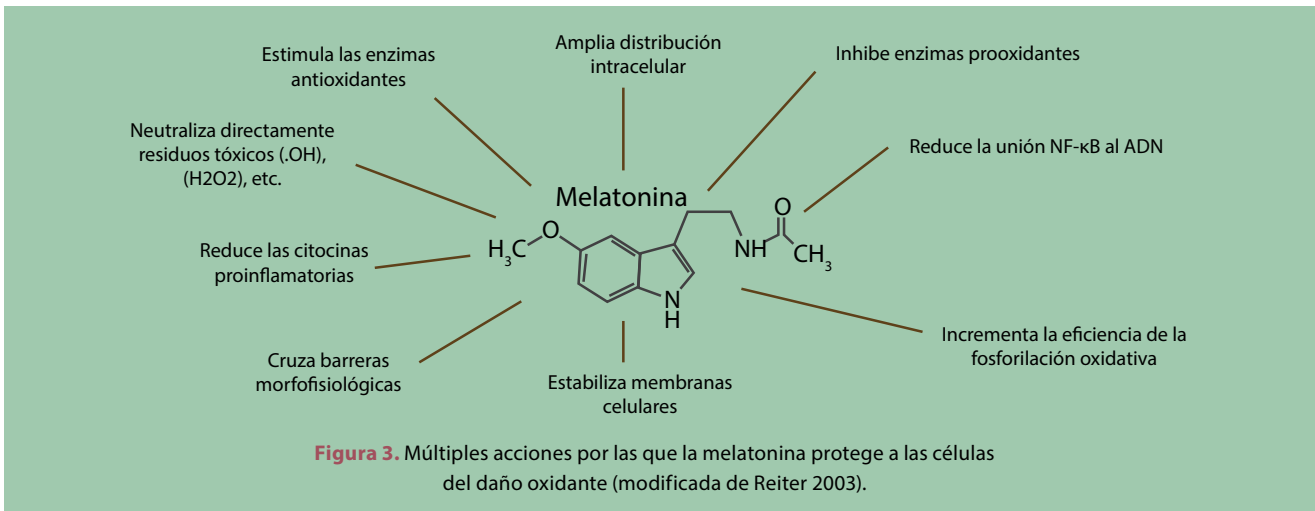 Estimula las enzimas
antioxidantes
Amplia distribución
intracelular
Inhibe enzimas prooxidantes
Neutraliza directamente
residuos tóxicos (.OH),
(H2O2), etc.
Reduce la unión NF-κB al ADN
Melatonina
H₃C
O
N
H
NH
O
CH₃
Reduce las citocinas
proinflamatorias
Cruza barreras
morfofisiológicas
Estabiliza membranas
celulares
Incrementa la eficiencia de la
fosforilación oxidativa
Figura 3. Múltiples acciones por las que la melatonina protege a las células
del daño oxidante (modificada de Reiter 2003).